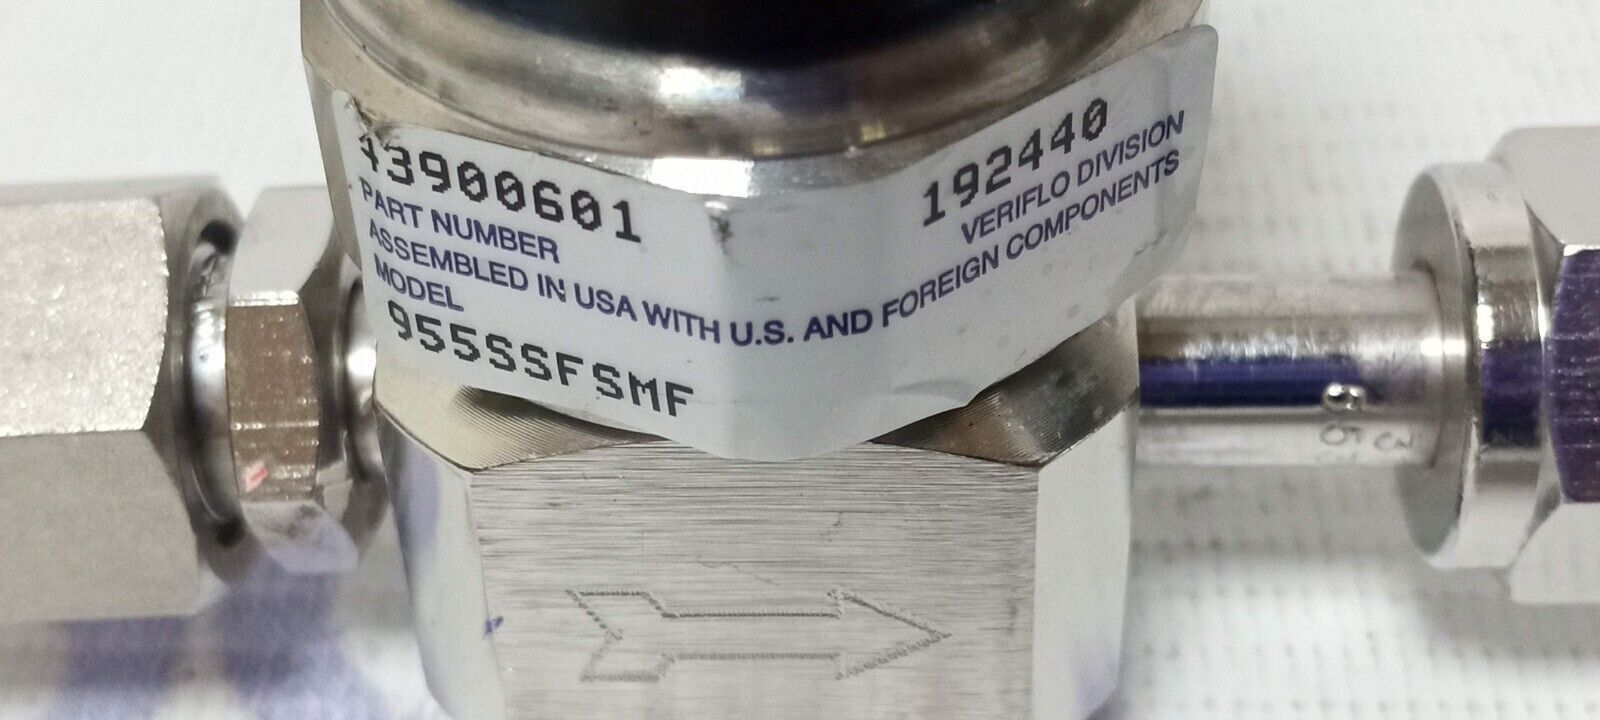 43900601
PART NUMBER
192440
VERIFLO DIVISION
ASSEMBLED IN USA WITH U.S. AND FOREIGN COMPONENTS
MODEL
955SSFSMF